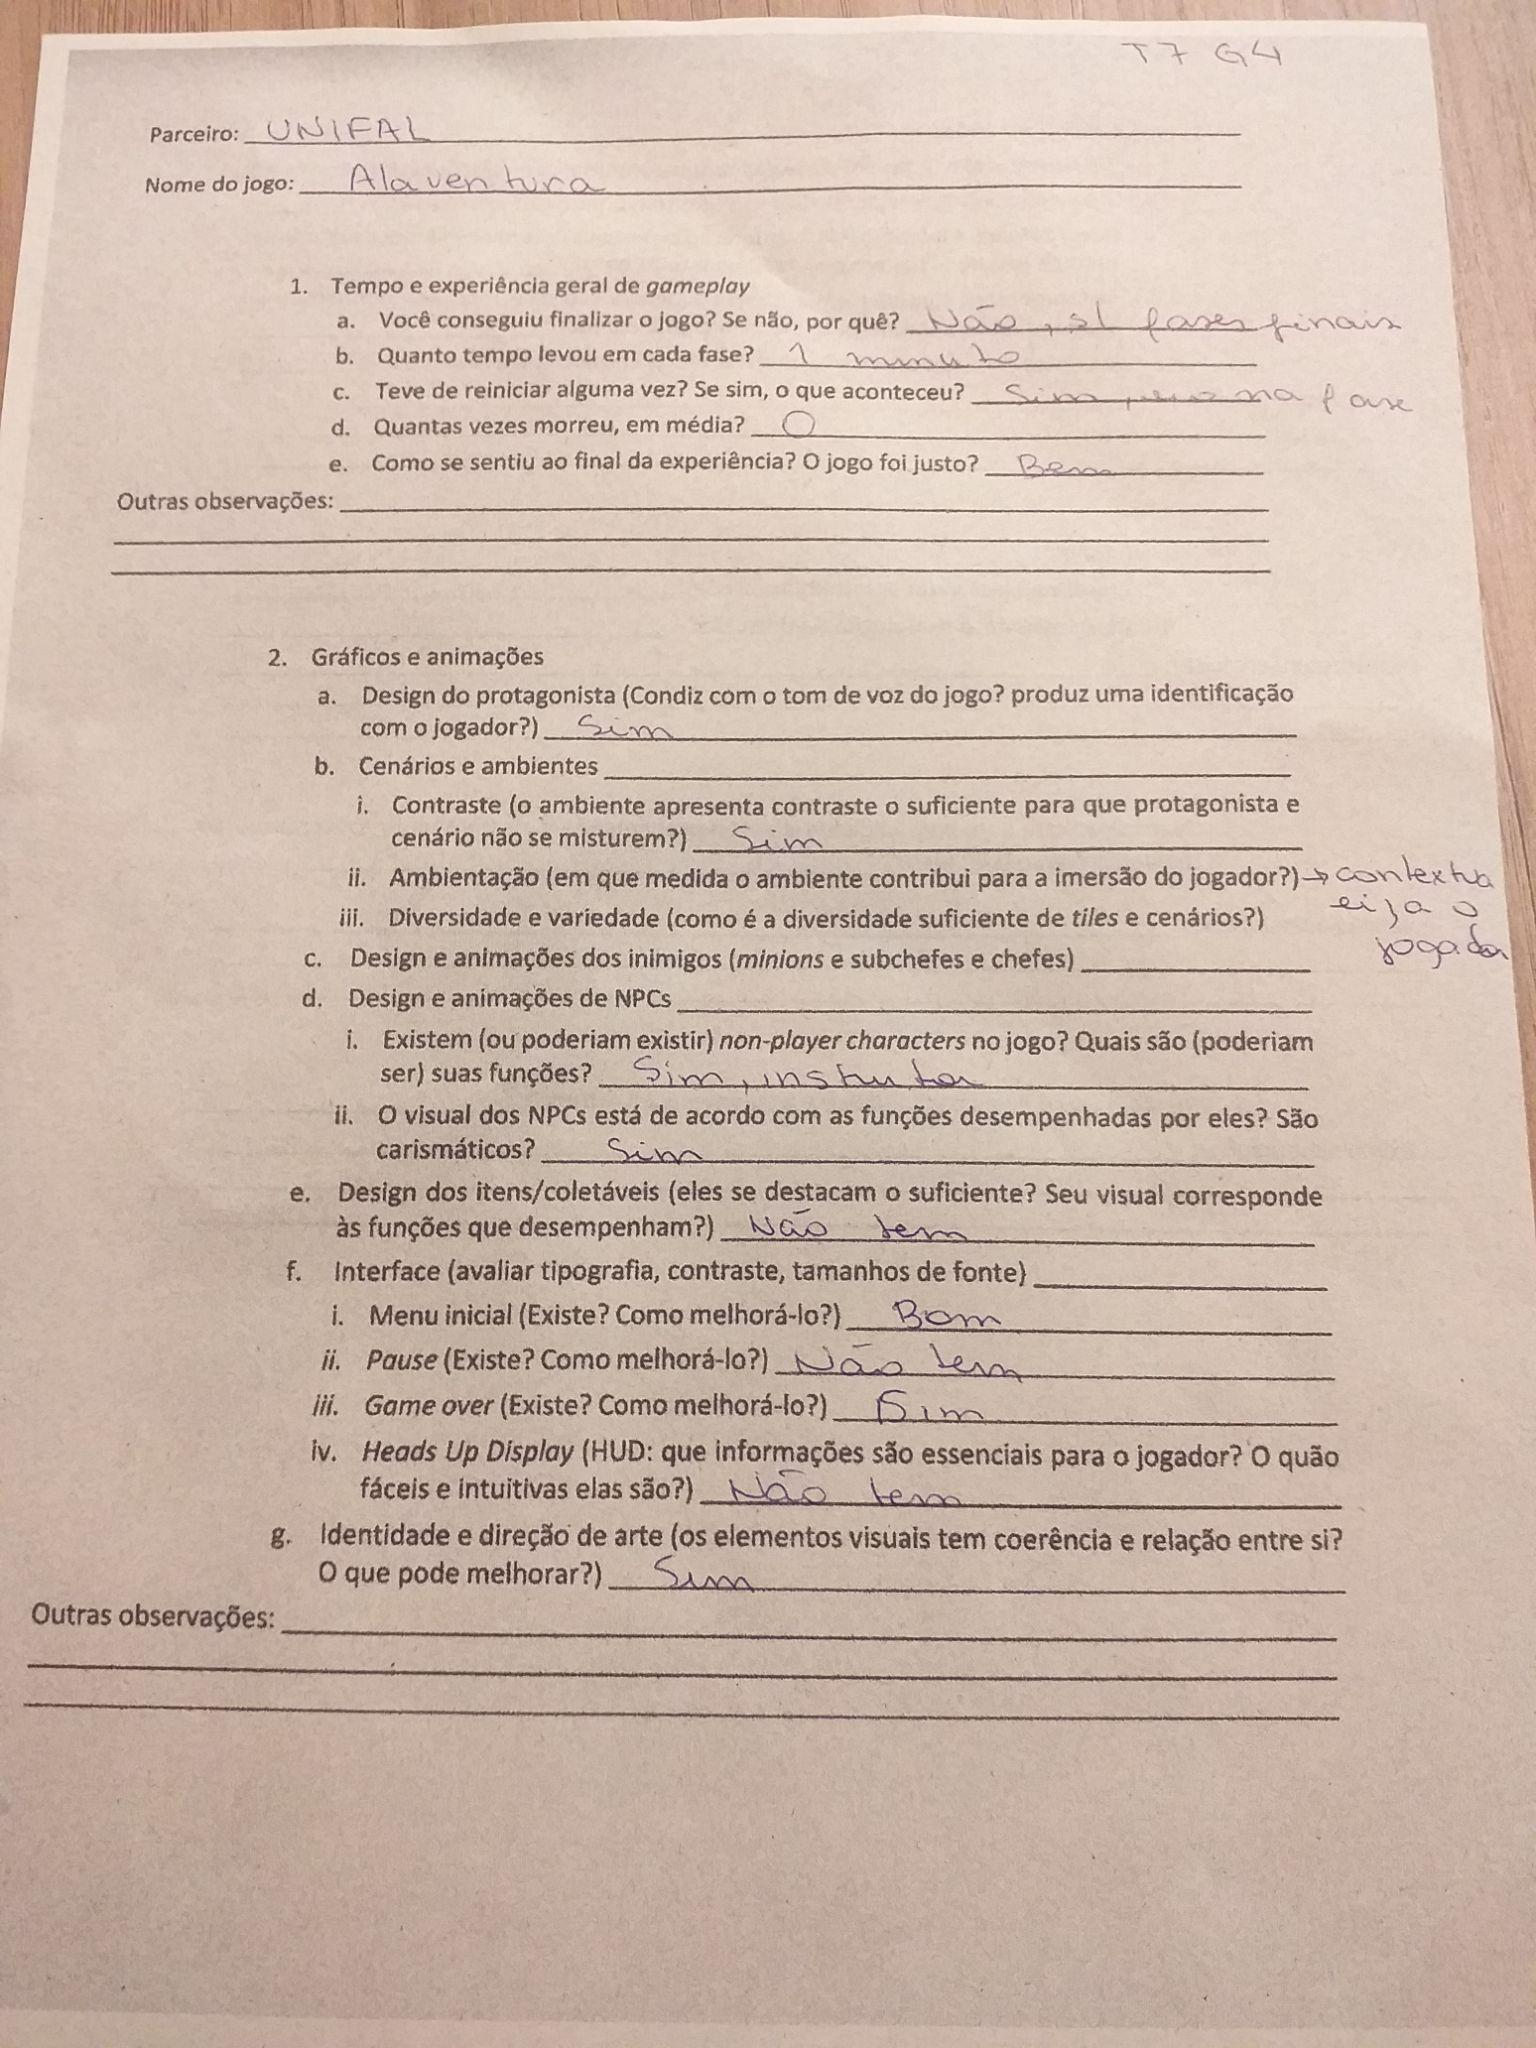 T7 G4
Parceiro: UNIFAL
Nome do jogo: Alaventura
1. Tempo e experiência geral de gameplay
a. Você conseguiu finalizar o jogo? Se não, por quê? Não, s/ fases finais
b. Quanto tempo levou em cada fase? 1 minuto
c. Teve de reiniciar alguma vez? Se sim, o que aconteceu? Sim, na fase
d. Quantas vezes morreu, em média? 0
e. Como se sentiu ao final da experiência? O jogo foi justo? Bem
Outras observações:
2. Gráficos e animações
a. Design do protagonista (Condiz com o tom de voz do jogo? produz uma identificação
com o jogador?) Sim
b. Cenários e ambientes
i. Contraste (o ambiente apresenta contraste o suficiente para que protagonista e
cenário não se misturem?) Sim
ii. Ambientação (em que medida o ambiente contribui para a imersão do jogador?) → contextua
iii. Diversidade e variedade (como é a diversidade suficiente de tiles e cenários?) o
jogador
c. Design e animações dos inimigos (minions e subchefes e chefes)
d. Design e animações de NPCs
i. Existem (ou poderiam existir) non-player characters no jogo? Quais são (poderiam
ser) suas funções? Sim, instrutor
ii. O visual dos NPCs está de acordo com as funções desempenhadas por eles? São
carismáticos? Sim
e. Design dos itens/coletáveis (eles se destacam o suficiente? Seu visual corresponde
às funções que desempenham?) Não tem
f. Interface (avaliar tipografia, contraste, tamanhos de fonte)
i. Menu inicial (Existe? Como melhorá-lo?) Bom
ii. Pause (Existe? Como melhorá-lo?) Não tem
iii. Game over (Existe? Como melhorá-lo?) Sim
iv. Heads Up Display (HUD: que informações são essenciais para o jogador? O quão
fáceis e intuitivas elas são?) Não tem
g. Identidade e direção de arte (os elementos visuais tem coerência e relação entre si?
O que pode melhorar?) Sim
Outras observações: